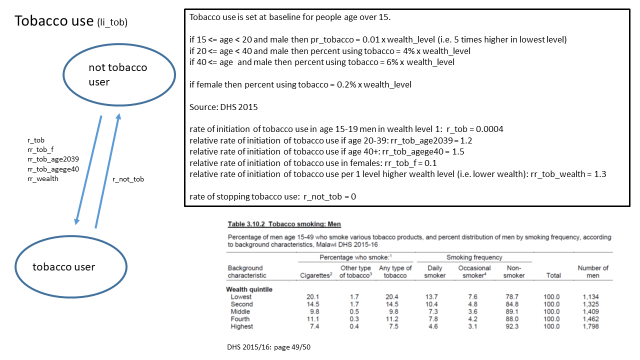 Tobacco use (li_tob)
not tobacco
user
r_tob
rr_tob_f
rr_tob_age2039
rr_tob_agege40
rr_wealth
r_not_tob
tobacco user
Tobacco use is set at baseline for people age over 15.
if 15 <= age < 20 and male then pr_tobacco = 0.01 x wealth_level (i.e. 5 times higher in lowest level)
if 20 <= age < 40 and male then percent using tobacco = 4% x wealth_level
if 40 <= age  and male then percent using tobacco = 6% x wealth_level
if female then percent using tobacco = 0.2% x wealth_level
Source: DHS 2015
rate of initiation of tobacco use in age 15-19 men in wealth level 1:  r_tob = 0.0004
relative rate of initiation of tobacco use if age 20-39: rr_tob_age2039 = 1.2
relative rate of initiation of tobacco use if age 40+: rr_tob_agege40 = 1.5
relative rate of initiation of tobacco use in females: rr_tob_f = 0.1
relative rate of initiation of tobacco use per 1 level higher wealth level (i.e. lower wealth): rr_tob_wealth = 1.3
rate of stopping tobacco use:  r_not_tob = 0
Table 3.10.2 Tobacco smoking: Men
Percentage of men age 15-49 who smoke various tobacco products, and percent distribution of men by smoking frequency, according
to background characteristics, Malawi DHS 2015-16
Percentage who smoke:¹ Smoking frequency
Background characteristic Cigarettes² Other type of tobacco³ Any type of tobacco Daily smoker Occasional smoker⁴ Non-smoker Total Number of men
Wealth quintile
Lowest 20.1 1.7 20.4 13.7 7.6 78.7 100.0 1,134
Second 14.5 1.7 14.5 10.4 4.8 84.8 100.0 1,325
Middle 9.8 0.5 9.8 7.3 3.6 89.1 100.0 1,409
Fourth 11.1 0.3 11.2 7.8 4.2 88.0 100.0 1,462
Highest 7.4 0.4 7.5 4.6 3.1 92.3 100.0 1,798
DHS 2015/16: page 49/50